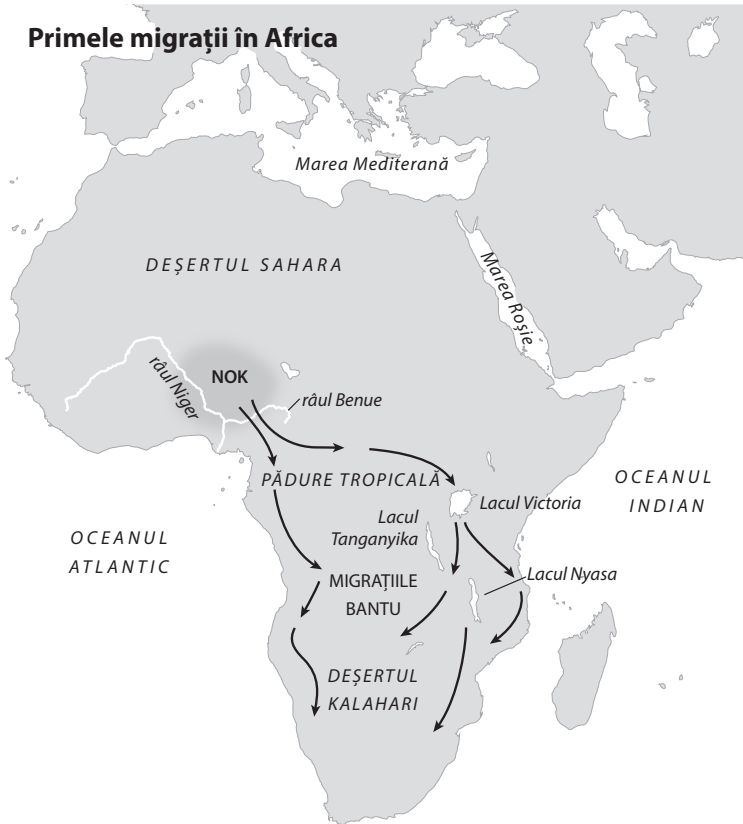 Primele migrații în Africa
Marea Mediterană
DEȘERTUL SAHARA
Marea Roșie
râul Niger
NOK
râul Benue
PĂDURE TROPICALĂ
Lacul Victoria
OCEANUL
INDIAN
Lacul
Tanganyika
OCEANUL
ATLANTIC
Lacul Nyasa
MIGRAȚIILE
BANTU
DEȘERTUL
KALAHARI